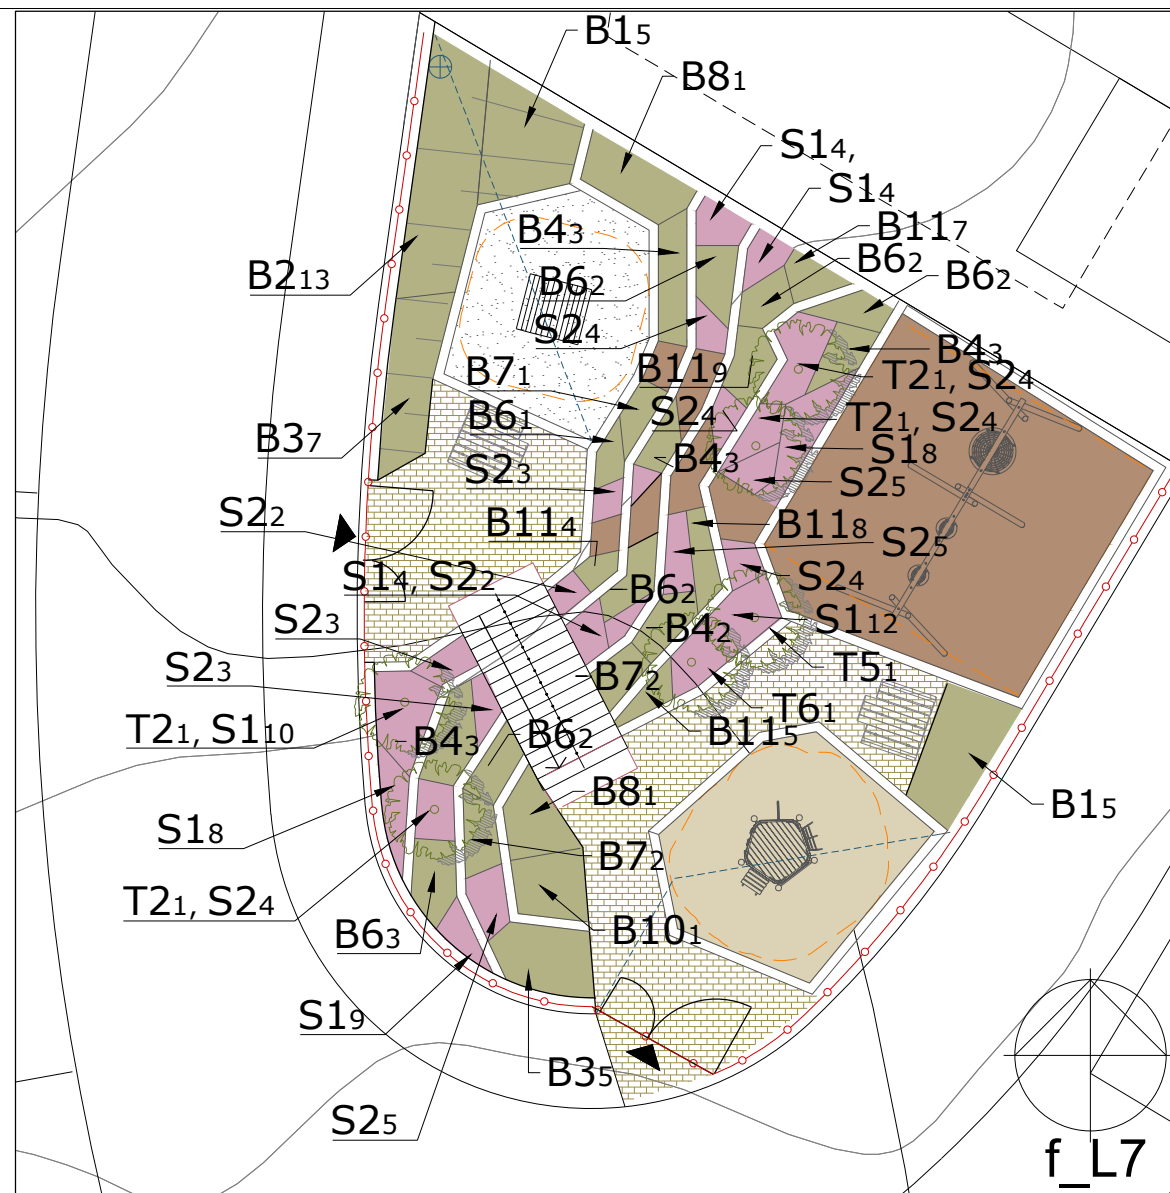 B15
B81
S14,
S14
B117
B43
B62
B213
B62
B62
S24
B43
B119
T21, S24
B71
T21, S24
B61
S24
S18
B37
B43
S23
S25
S22
B114
B118
S25
S14, S22
S24
B62
S112
S23
B42
T51
S23
B72
T61
T21, S110
B43
B62
B115
B81
B15
S18
B72
T21, S24
B63
B101
S19
B35
S25
f_L7